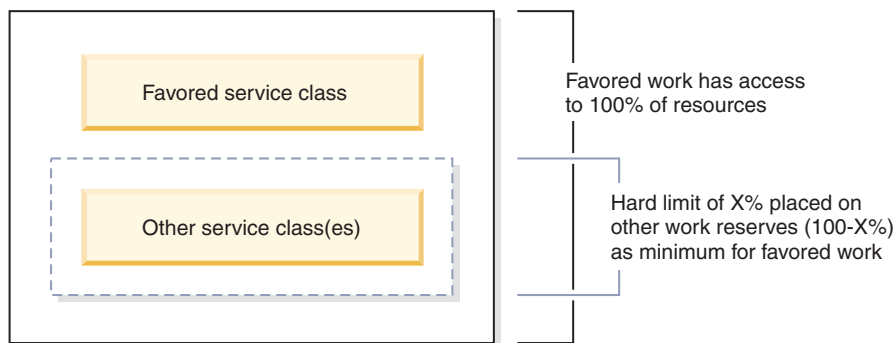 Favored service class
Favored work has access
to 100% of resources
Other service class(es)
Hard limit of X% placed on
other work reserves (100-X%)
as minimum for favored work